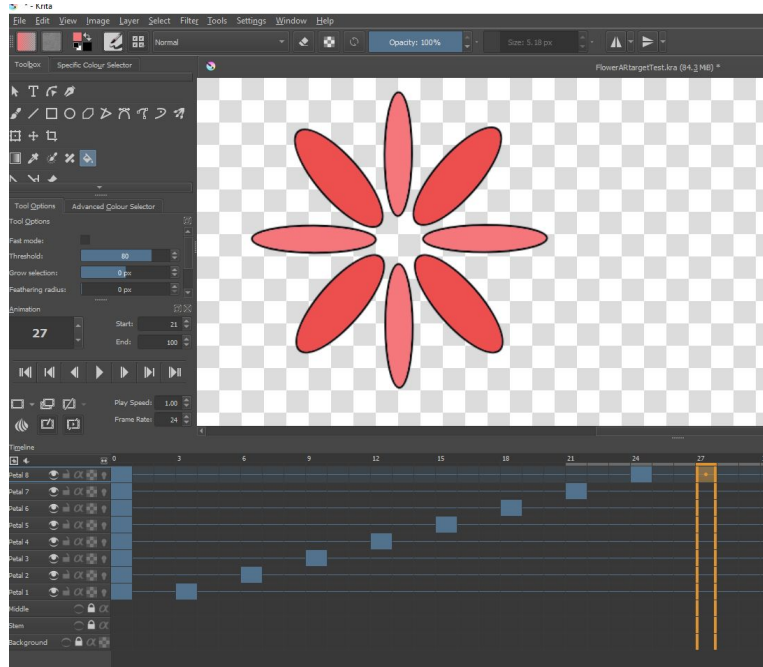 * - Krita
File Edit View Image Layer Select Filter Tools Settings Window Help
Normal Opacity: 100% Size: 5.18 px
Toolbox Specific Colour Selector
FlowerARtargetTest.kra (84.3 MiB) *
T
Tool Options Advanced Colour Selector
Tool Options
Fast mode:
Threshold: 80
Grow selection: 0 px
Feathering radius: 0 px
Animation
27
Start: 21
End: 100
Play Speed: 1.00
Frame Rate: 24
Timeline
0 3 6 9 12 15 18 21 24 27
Petal 8
Petal 7
Petal 6
Petal 5
Petal 4
Petal 3
Petal 2
Petal 1
Middle
Stem
Background